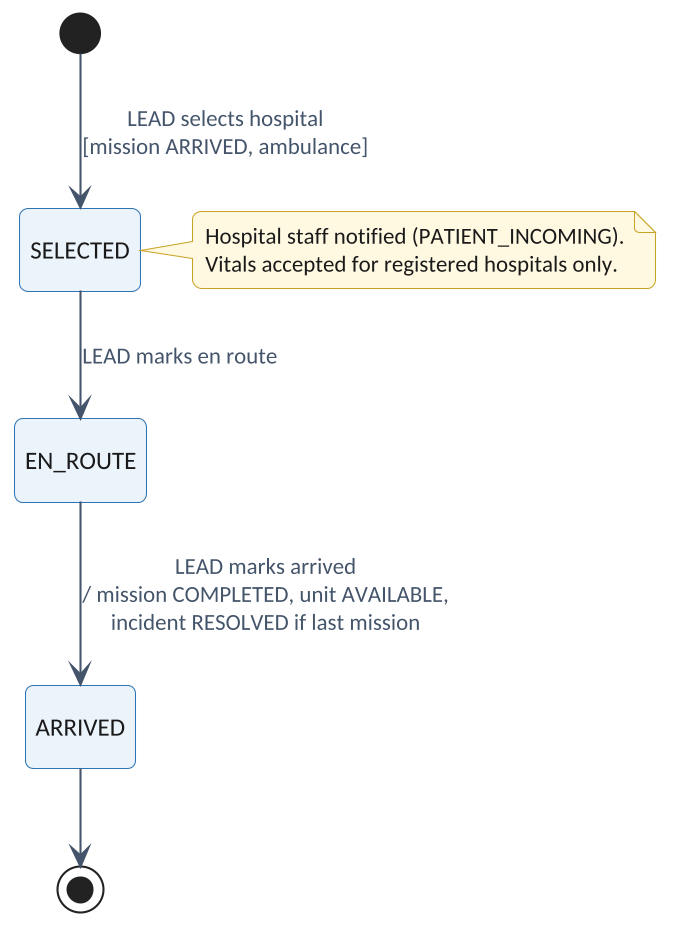 LEAD selects hospital
[mission ARRIVED, ambulance]
SELECTED
Hospital staff notified (PATIENT_INCOMING).
Vitals accepted for registered hospitals only.
LEAD marks en route
EN_ROUTE
LEAD marks arrived
/ mission COMPLETED, unit AVAILABLE,
incident RESOLVED if last mission
ARRIVED